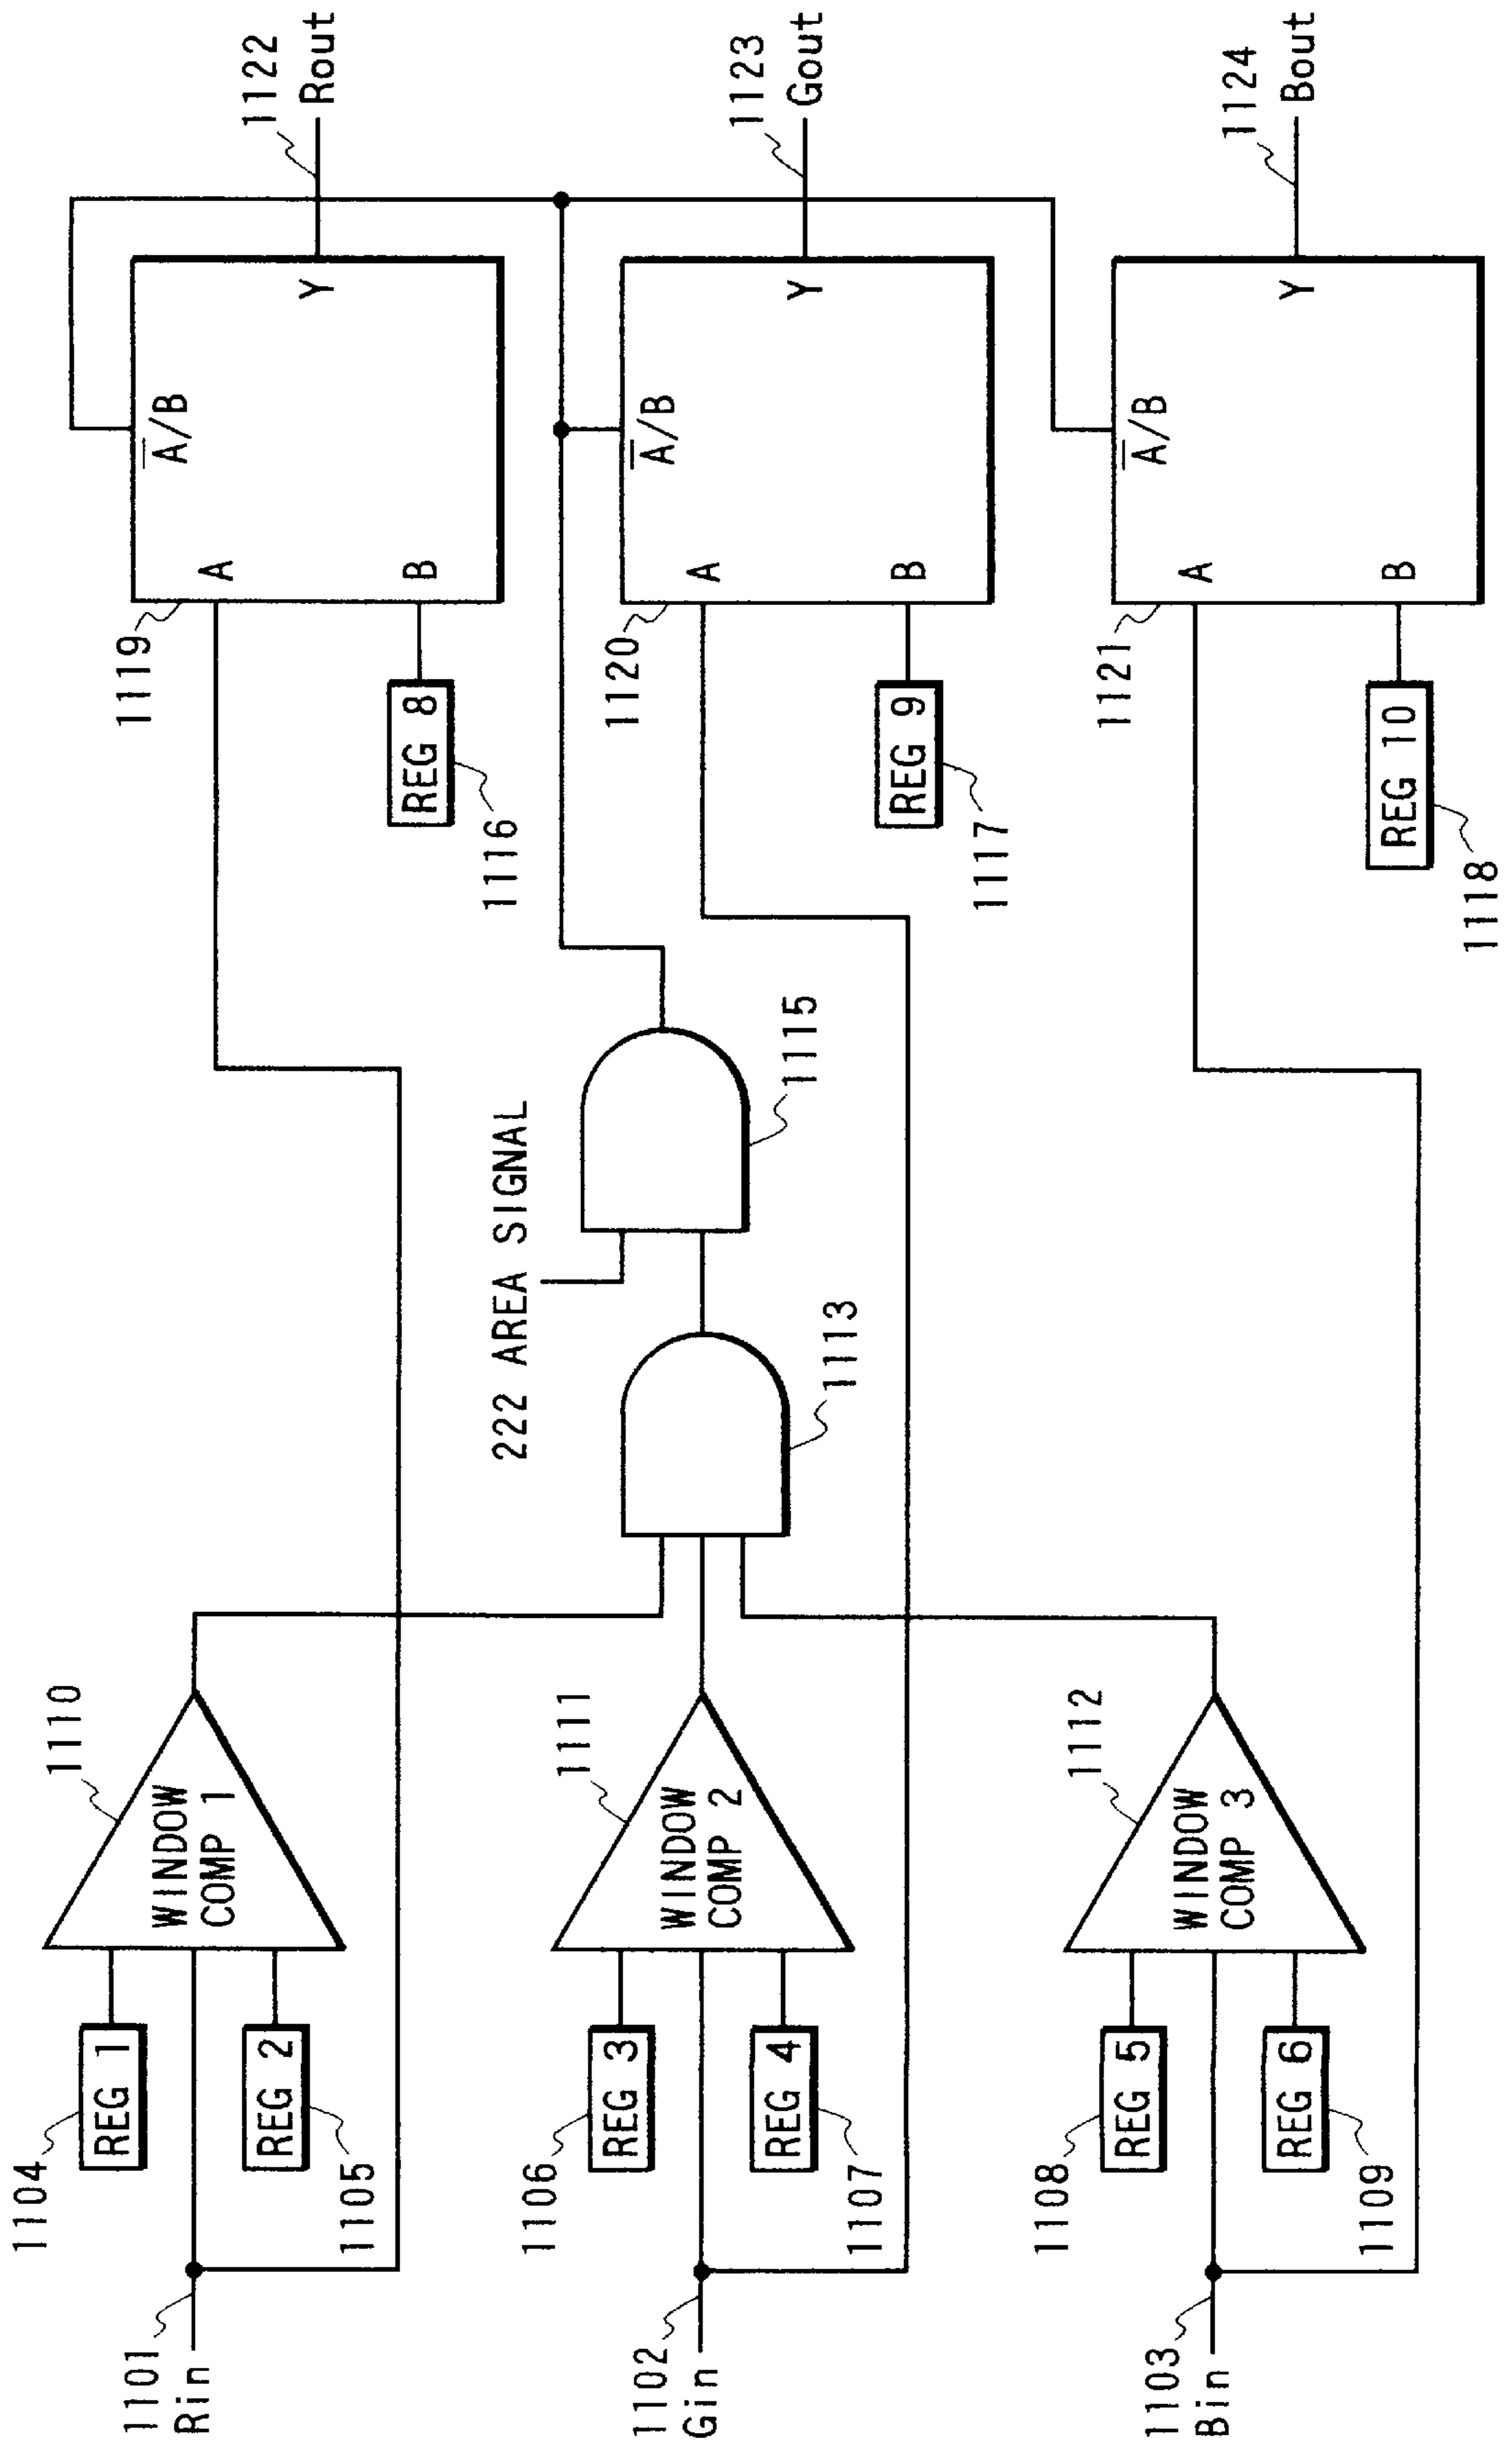 1101
Rin
1104
REG 1
REG 2
1105
WINDOW
COMP 1
1110
1119
A
B
A/B
Y
REG 8
1116
1122
Rout
1102
Gin
1106
REG 3
REG 4
1107
WINDOW
COMP 2
1111
1113
222 AREA SIGNAL
1115
1120
A
B
A/B
Y
REG 9
1117
1123
Gout
1103
Bin
1108
REG 5
REG 6
1109
WINDOW
COMP 3
1112
1121
A
B
A/B
Y
REG 10
1118
1124
Bout